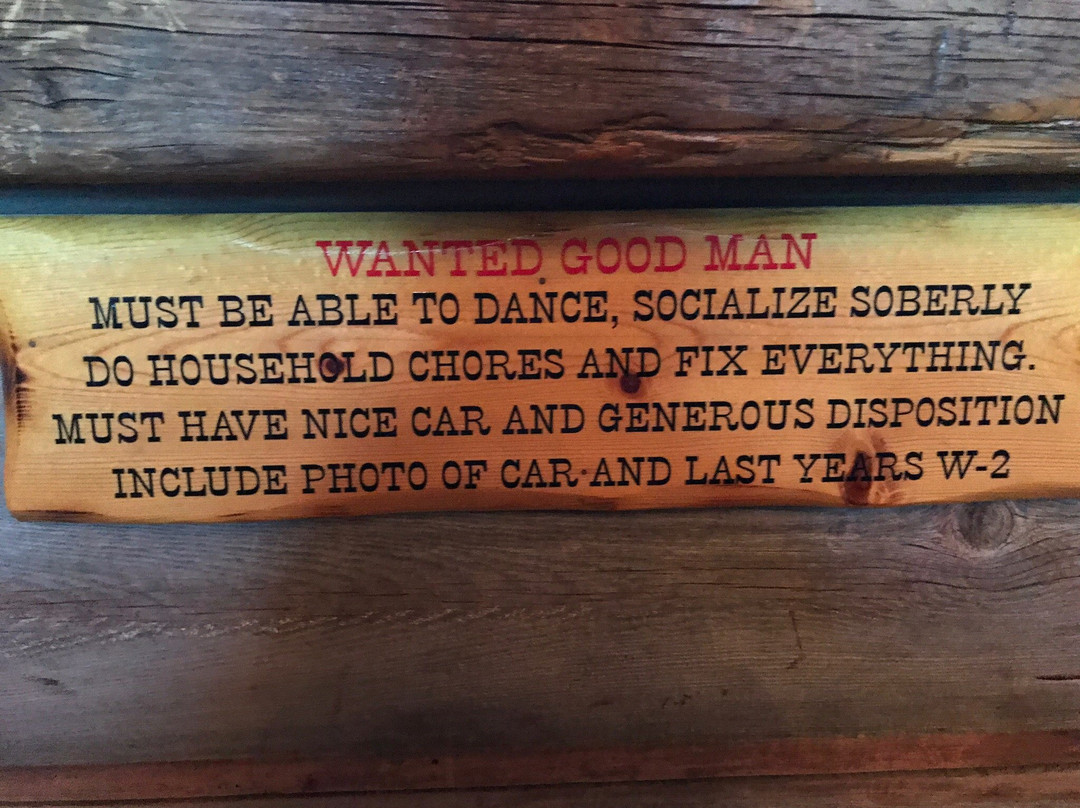 WANTED GOOD MAN
MUST BE ABLE TO DANCE, SOCIALIZE SOBERLY
DO HOUSEHOLD CHORES AND FIX EVERYTHING.
MUST HAVE NICE CAR AND GENEROUS DISPOSITION
INCLUDE PHOTO OF CAR AND LAST YEARS W-2